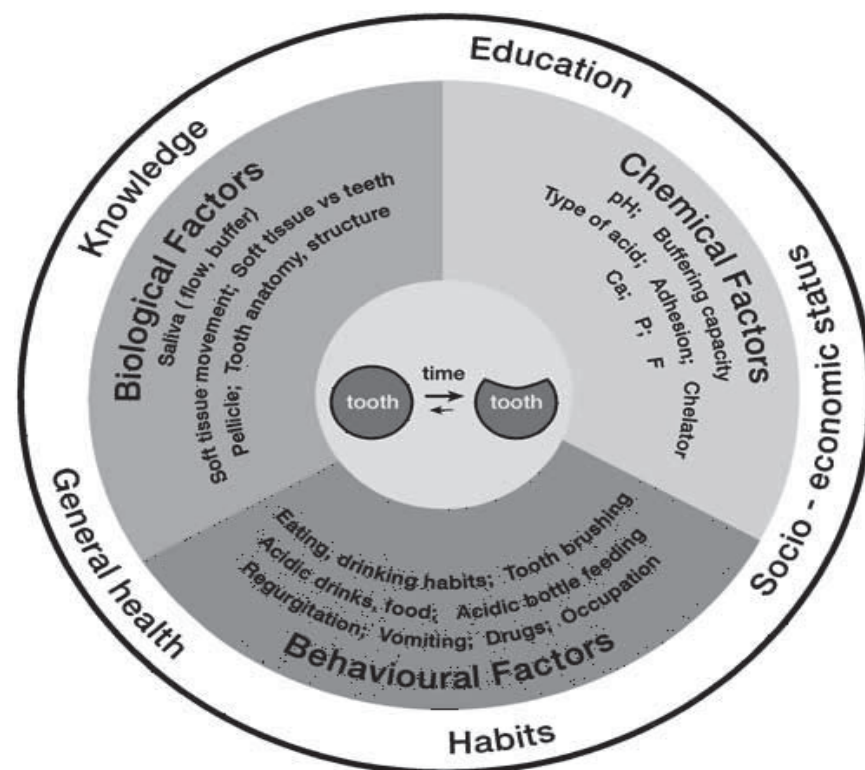 Education
Knowledge
Socio - economic status
General health
Habits
Biological Factors
Saliva ( flow, buffer)
Soft tissue movement; Soft tissue vs teeth
Pellicle; Tooth anatomy, structure
Chemical Factors
pH; Buffering capacity
Type of acid; Adhesion; Chelator
Ca; P; F
time
tooth
tooth
Eating, drinking habits; Tooth brushing
Acidic drinks, food; Acidic bottle feeding
Regurgitation; Vomiting; Drugs; Occupation
Behavioural Factors